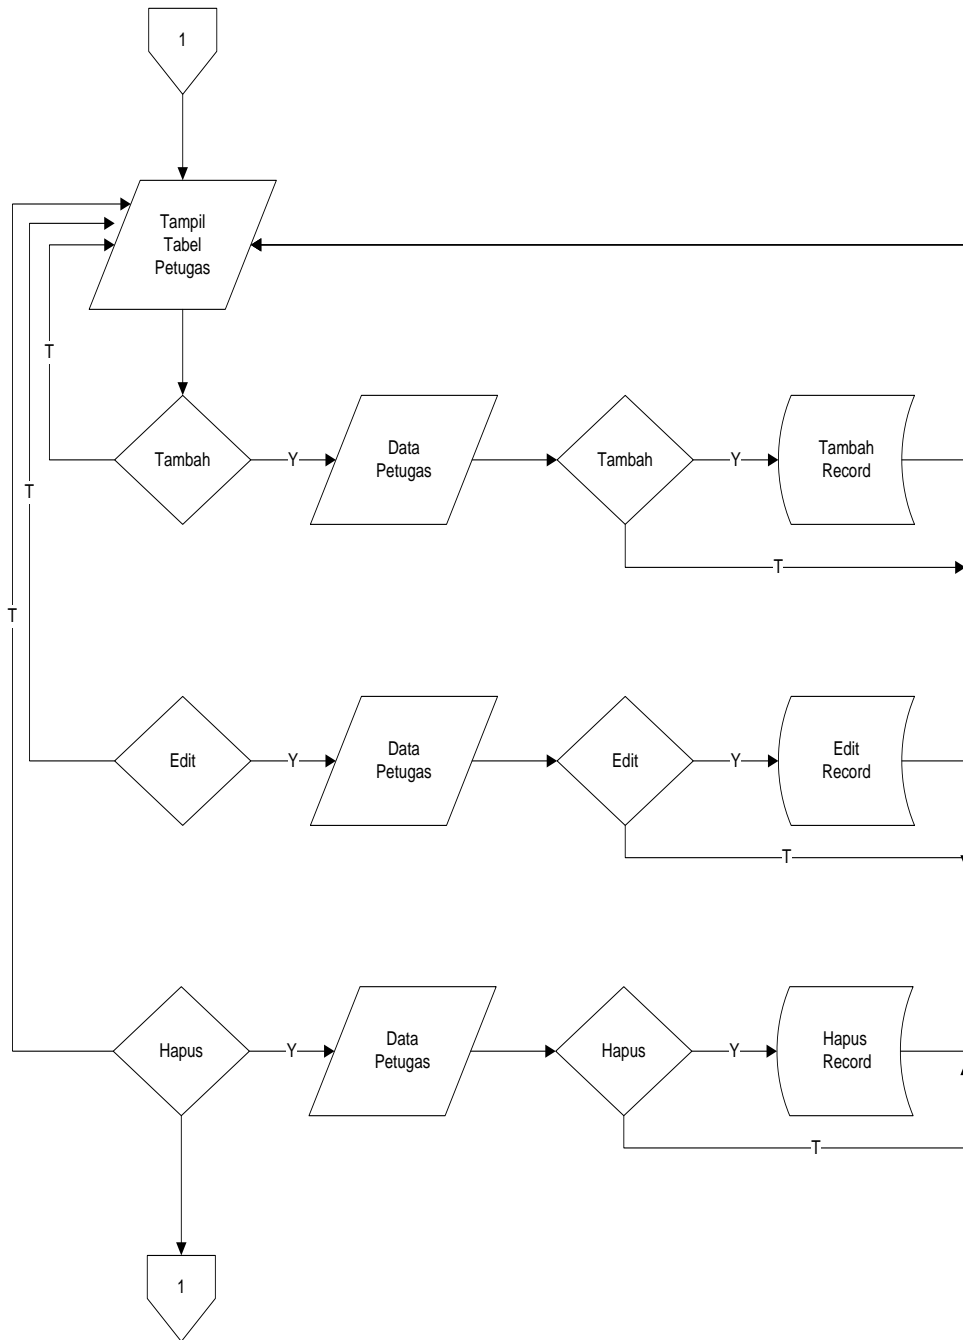 1
Tampil
Tabel
Petugas
T
Tambah
Y
Data
Petugas
Tambah
Y
Tambah
Record
T
T
T
Edit
Y
Data
Petugas
Edit
Y
Edit
Record
T
Hapus
Y
Data
Petugas
Hapus
Y
Hapus
Record
T
1